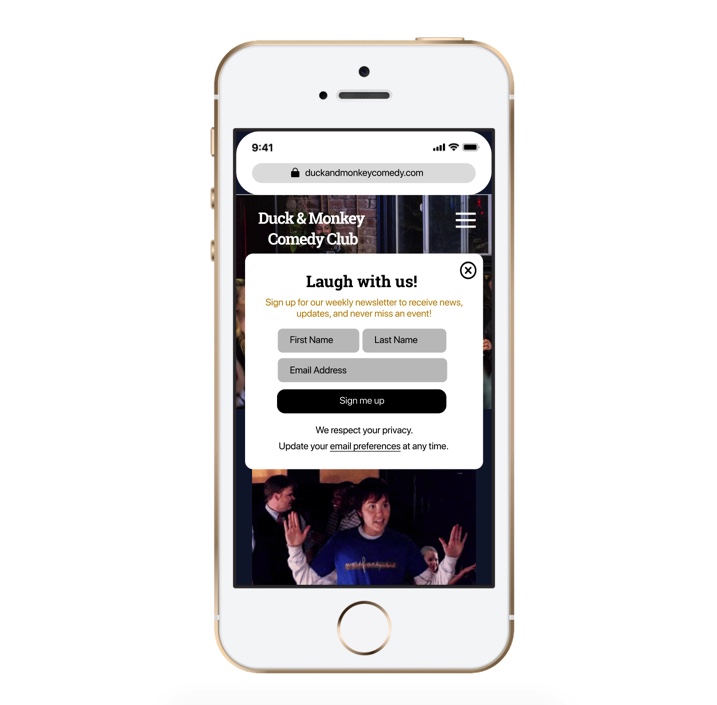 9:41
duckandmonkeycomedy.com
Duck & Monkey
Comedy Club
Laugh with us!
Sign up for our weekly newsletter to receive news,
updates, and never miss an event!
First Name Last Name
Email Address
Sign me up
We respect your privacy.
Update your email preferences at any time.